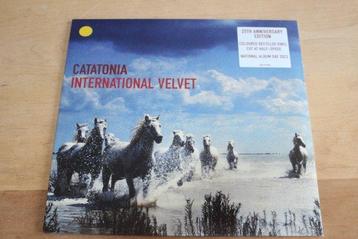 CATATONIA
INTERNATIONAL VELVET
25TH ANNIVERSARY
EDITION
COLOURED RECYCLED VINYL
CUT AT HALF-SPEED
NATIONAL ALBUM DAY 2023